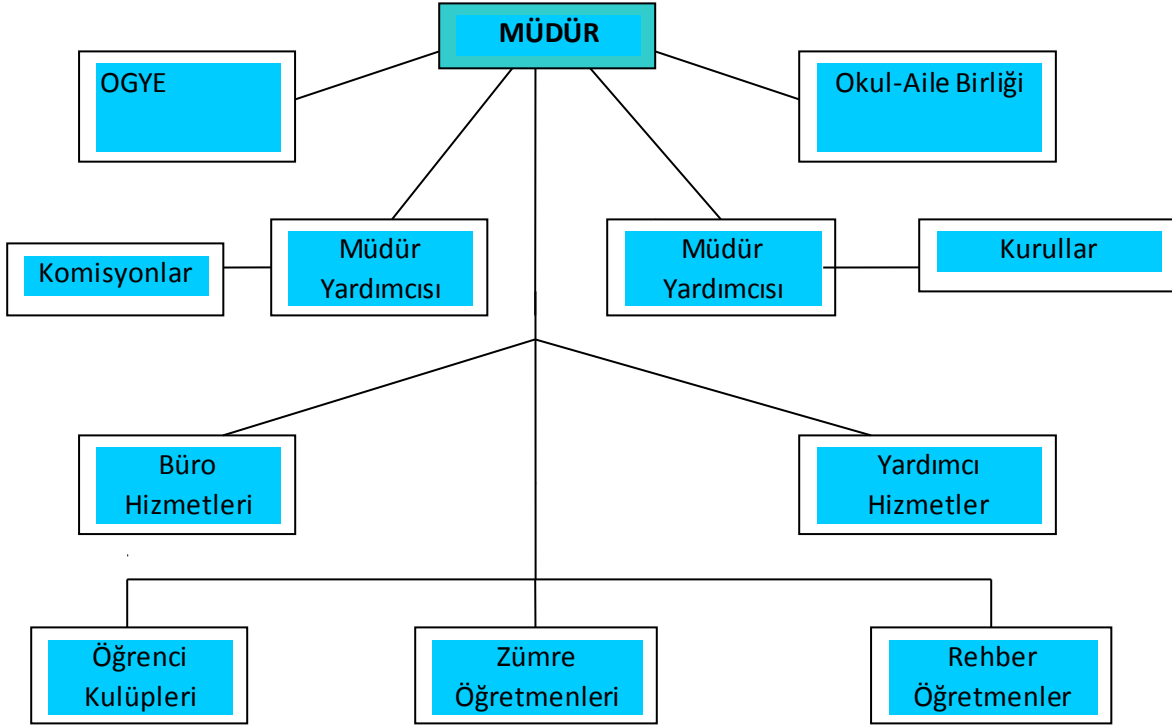 MÜDÜR
OGYE
Okul-Aile Birliği
Komisyonlar
Müdür
Yardımcısı
Müdür
Yardımcısı
Kurullar
Büro
Hizmetleri
Yardımcı
Hizmetler
Öğrenci
Kulüpleri
Zümre
Öğretmenleri
Rehber
Öğretmenler